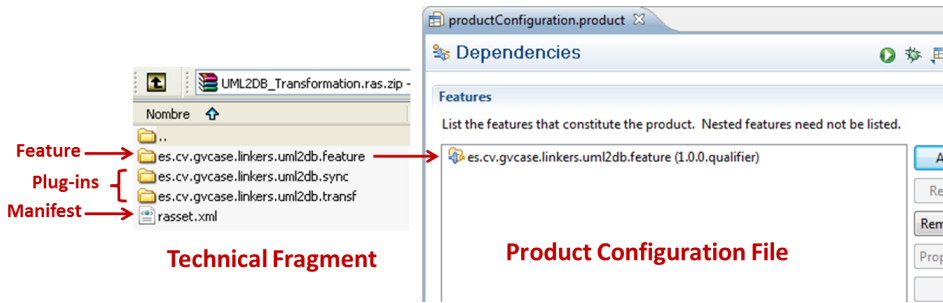 productConfiguration.product
Dependencies
UML2DB_Transformation.ras.zip -
Features
Nombre
List the features that constitute the product. Nested features need not be listed.
..
Feature
es.cv.gvcase.linkers.uml2db.feature
es.cv.gvcase.linkers.uml2db.feature (1.0.0.qualifier)
Plug-ins
es.cv.gvcase.linkers.uml2db.sync
es.cv.gvcase.linkers.uml2db.transf
Manifest
rasset.xml
Technical Fragment
Product Configuration File
A
Re
Rem
Prop